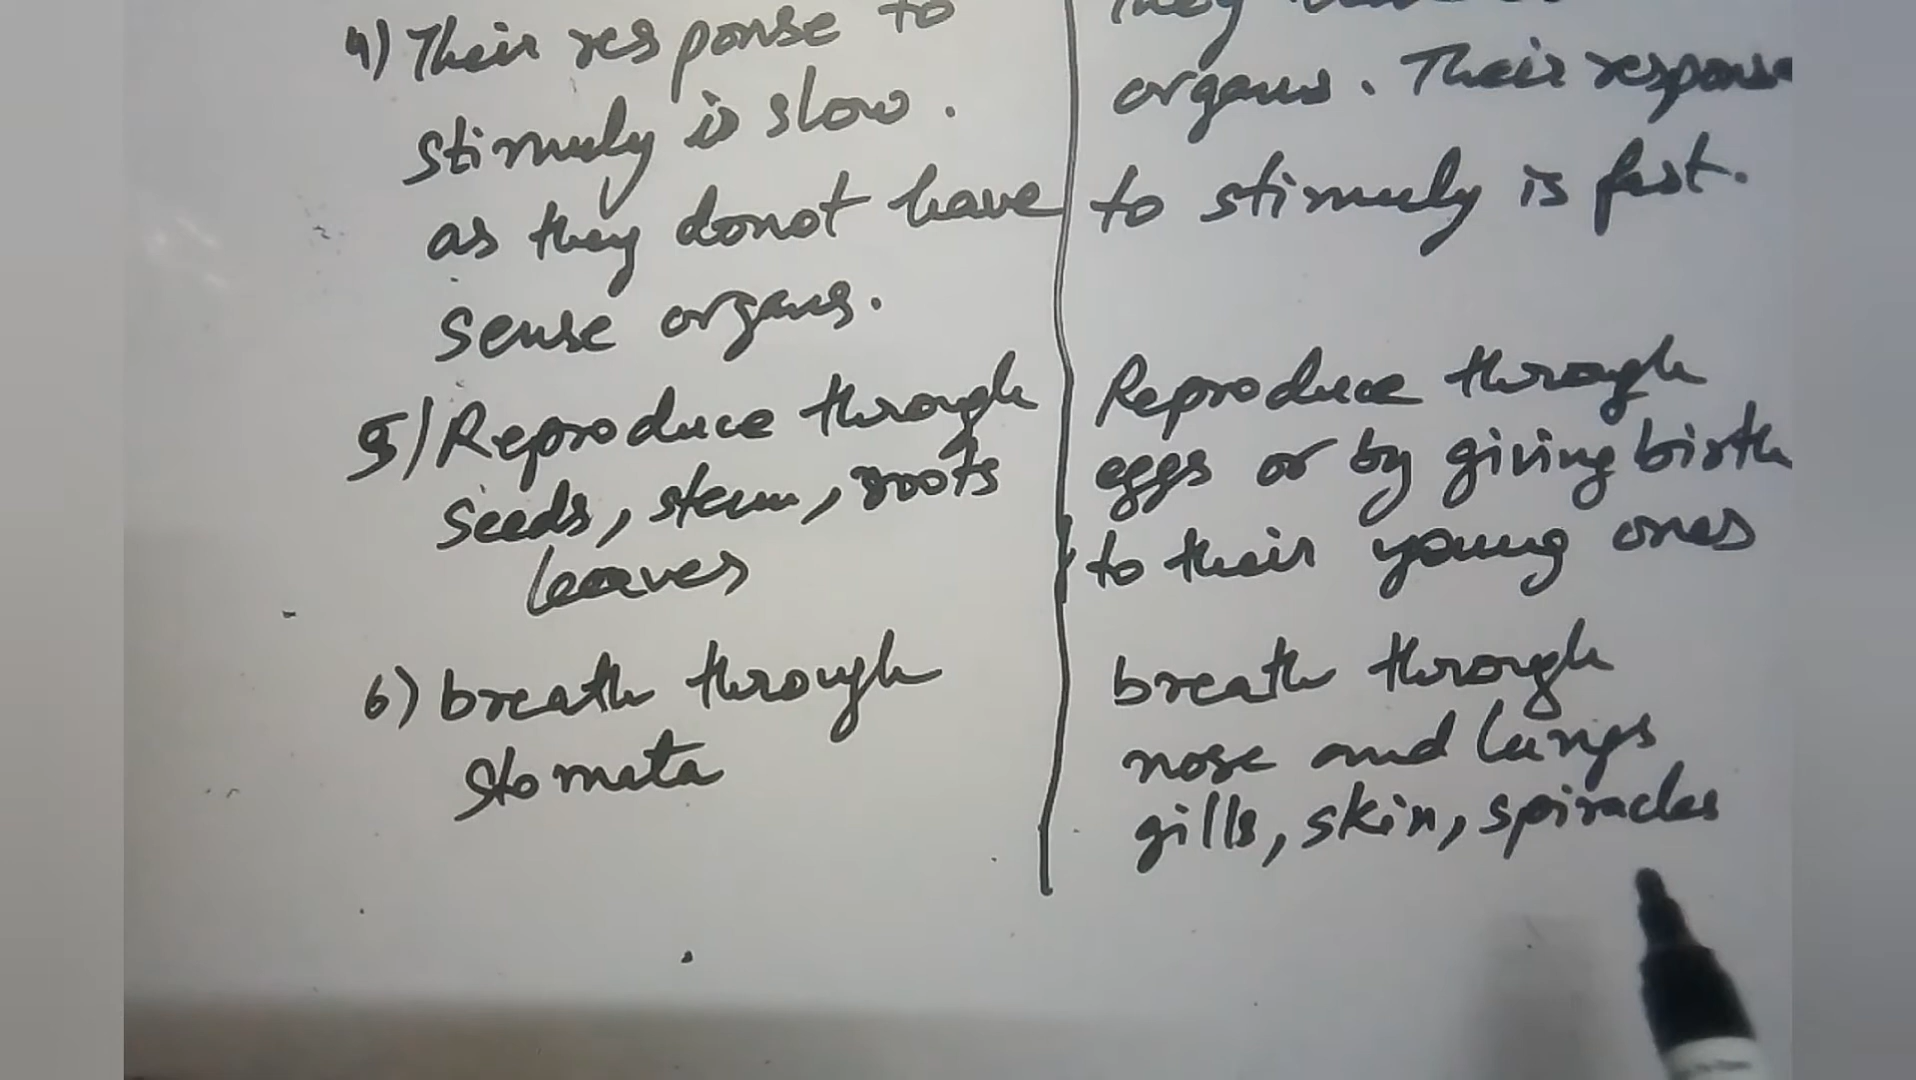 4) Their response to
stimuly is slow.
as they donot have
sense organs.
5) Reproduce through
seeds, stem, roots
leaves
6) breath through
stomata
They
organs. Their response
to stimuly is fast.
Reproduce through
eggs or by giving birth
to their young ones
breath through
nose and lungs
gills, skin, spiracles